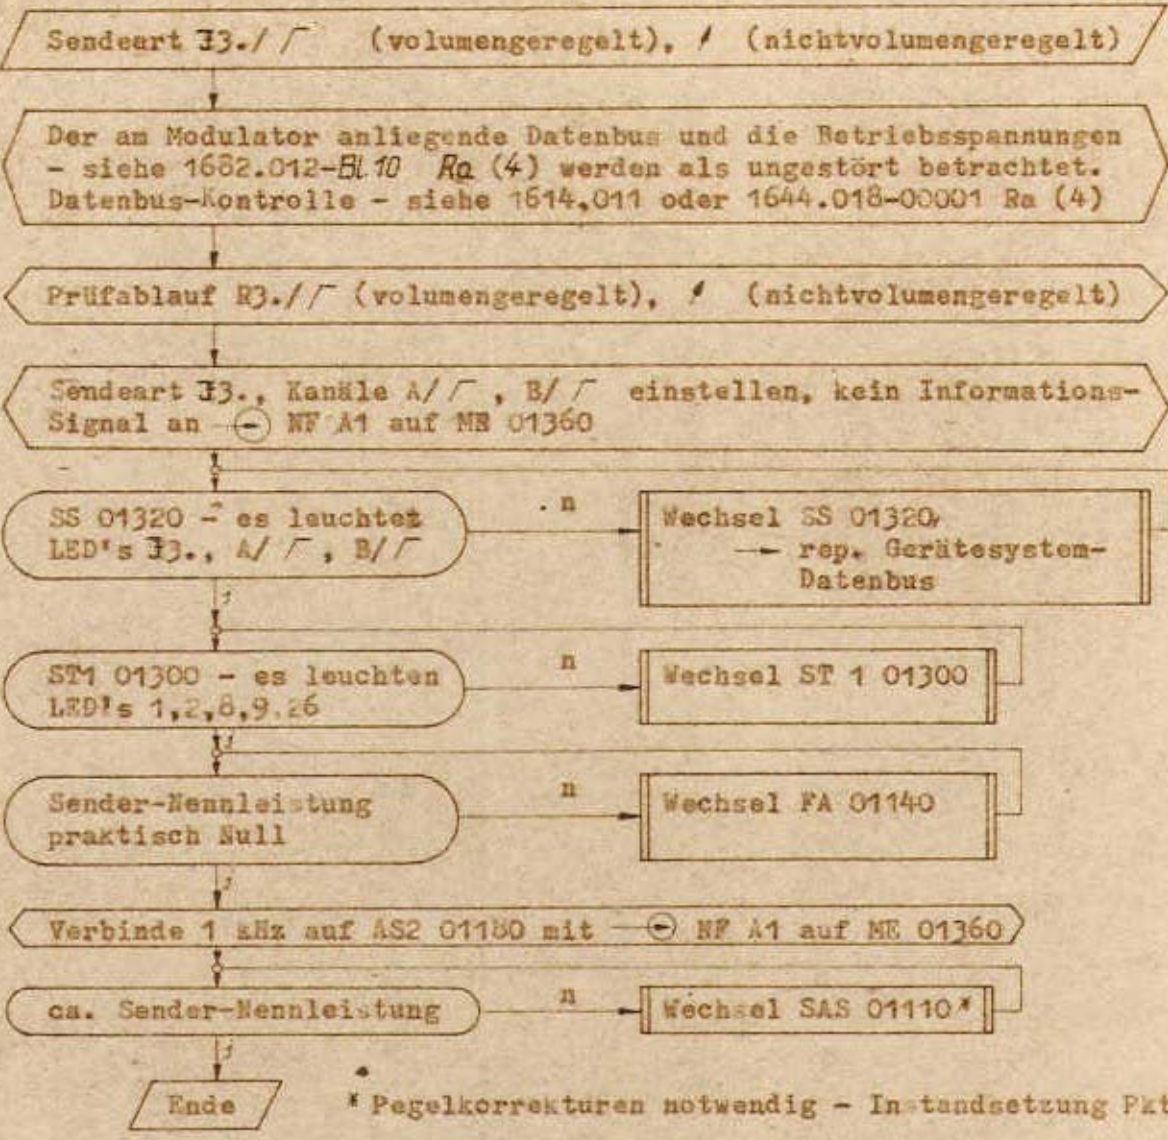 Sendeart J3./Γ (volumengeregelt), / (nichtvolumengeregelt)
Der am Modulator anliegende Datenbus und die Betriebsspannungen
- siehe 1682.012-Bl.10 Ra (4) werden als ungestört betrachtet.
Datenbus-Kontrolle - siehe 1614.011 oder 1644.018-00001 Ra (4)
Prüfablauf R3./Γ (volumengeregelt), / (nichtvolumengeregelt)
Sendeart J3., Kanäle A/Γ, B/Γ einstellen, kein Informations-
Signal an NF A1 auf ME 01360
SS 01320 - es leuchten
LED's J3., A/Γ, B/Γ
n
Wechsel SS 01320,
→ rep. Gerätesystem-
Datenbus
j
ST1 01300 - es leuchten
LED's 1,2,8,9.26
n
Wechsel ST 1 01300
j
Sender-Nennleistung
praktisch Null
n
Wechsel FA 01140
j
Verbinde 1 kHz auf AS2 01180 mit NF A1 auf ME 01360
ca. Sender-Nennleistung
n
Wechsel SAS 01110*
j
Ende
* Pegelkorrekturen notwendig - Instandsetzung Pkt